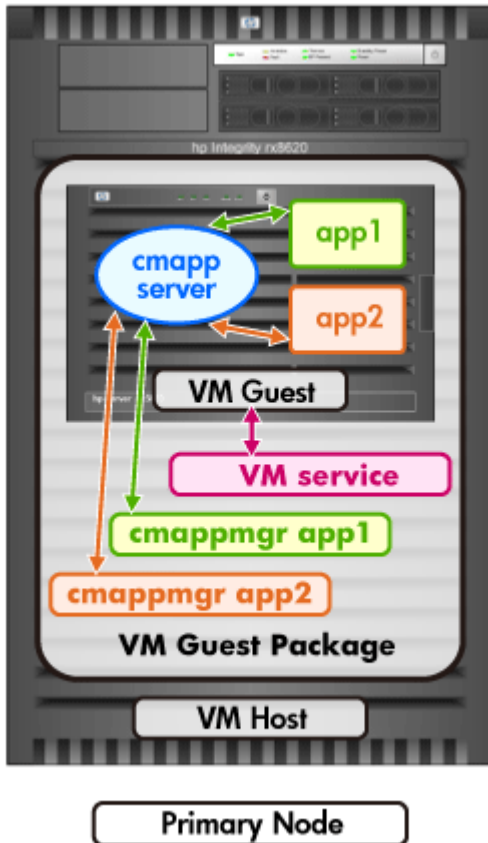 hp Integrity rx8620
app1
cmapp
server
app2
VM Guest
VM service
cmappmgr app1
cmappmgr app2
VM Guest Package
VM Host
Primary Node